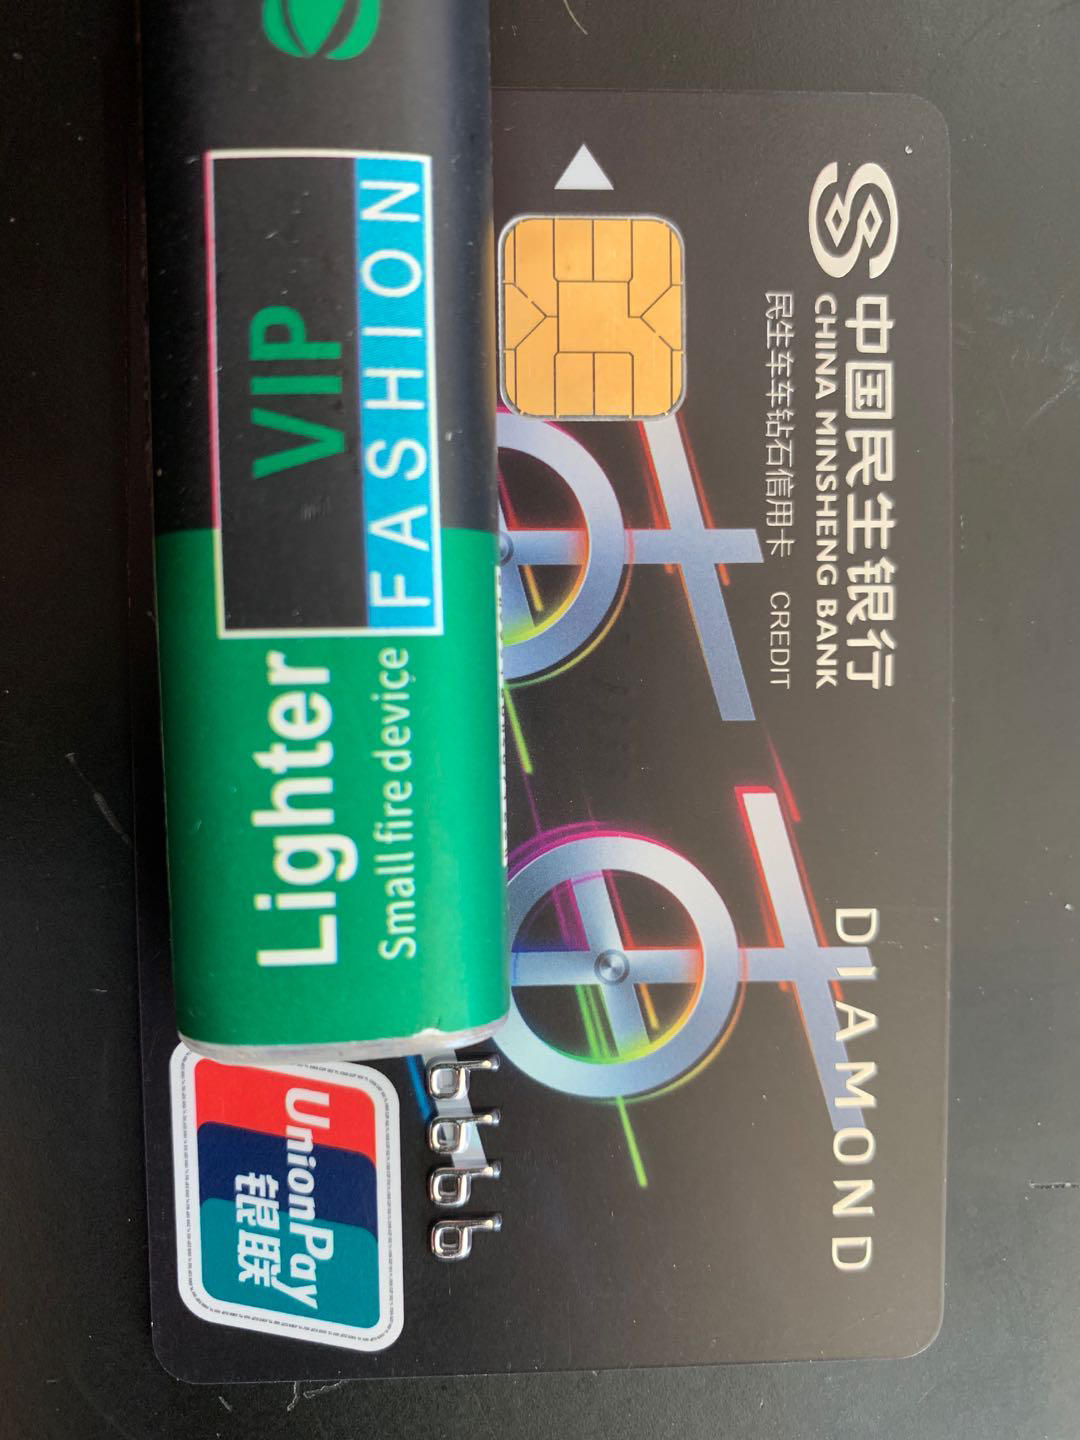 中国民生银行
CHINA MINSHENG BANK
民生车车钻石信用卡 CREDIT
DIAMOND
6666
UnionPay
银联
VIP
FASHION
Lighter
Small fire device